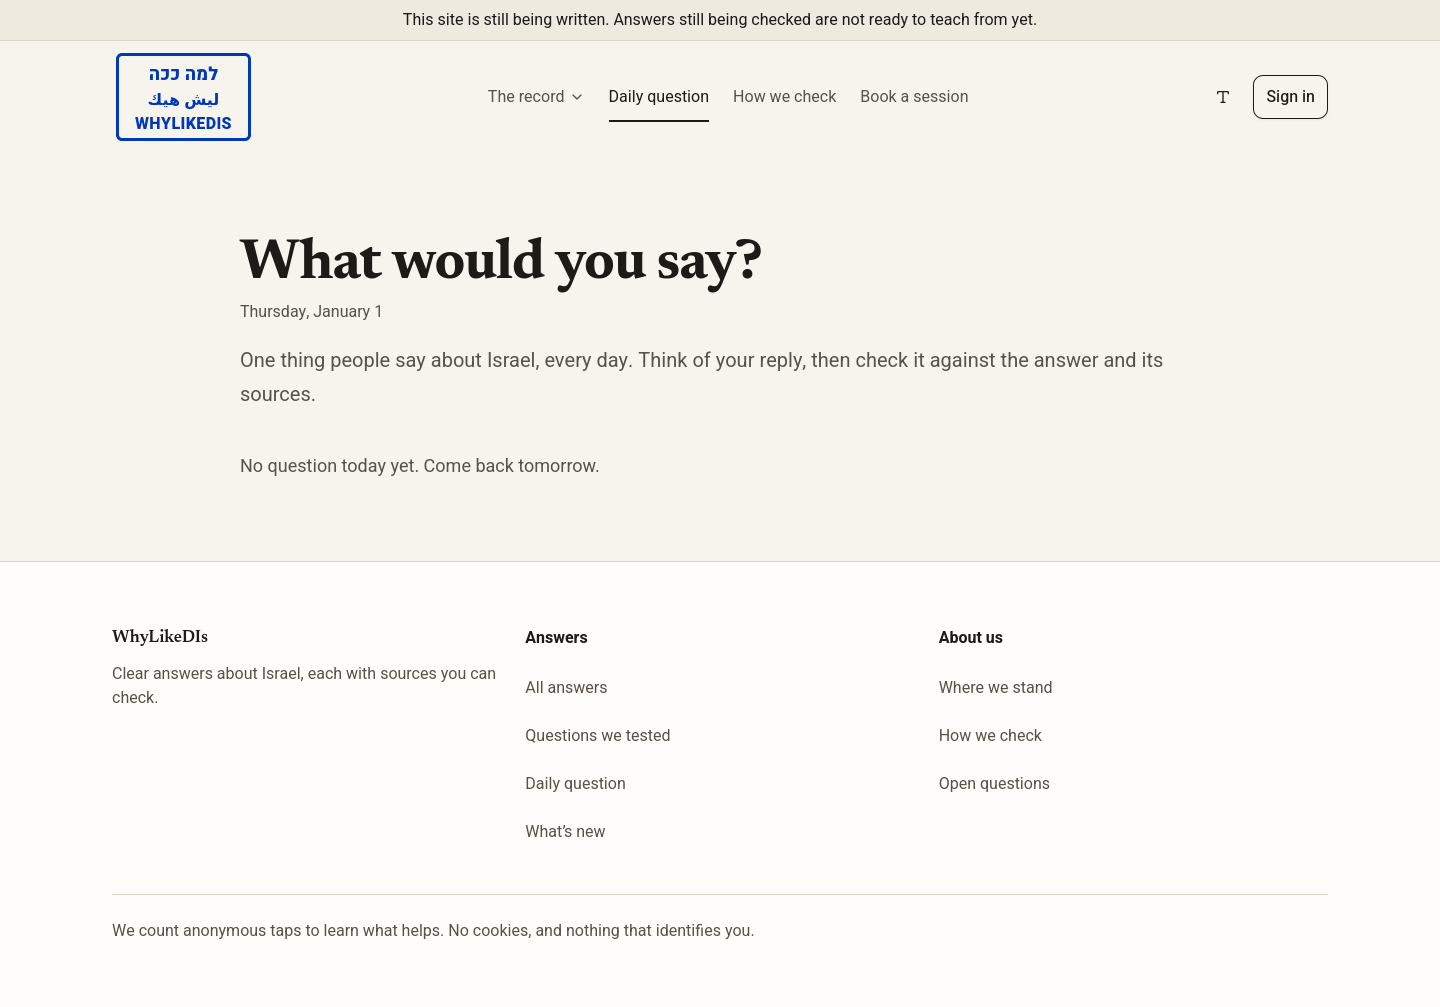 This site is still being written. Answers still being checked are not ready to teach from yet.
למה ככה
ليش هيك
WHYLIKEDIS
The record
Daily question
How we check
Book a session
T
Sign in
What would you say?
Thursday, January 1
One thing people say about Israel, every day. Think of your reply, then check it against the answer and its
sources.
No question today yet. Come back tomorrow.
WhyLikeDIs
Clear answers about Israel, each with sources you can
check.
Answers
All answers
Questions we tested
Daily question
What’s new
About us
Where we stand
How we check
Open questions
We count anonymous taps to learn what helps. No cookies, and nothing that identifies you.